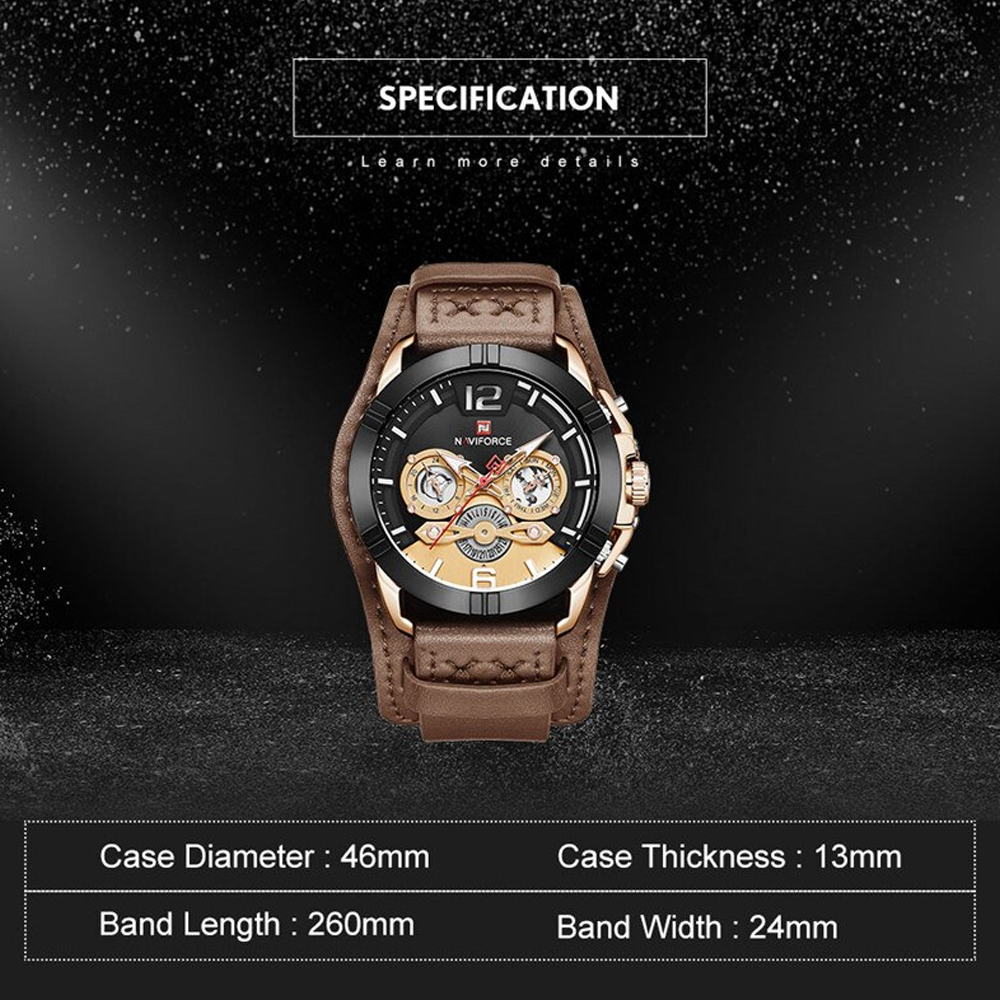 SPECIFICATION
Learn more details
12
NAVIFORCE
6
Case Diameter : 46mm
Case Thickness : 13mm
Band Length : 260mm
Band Width : 24mm